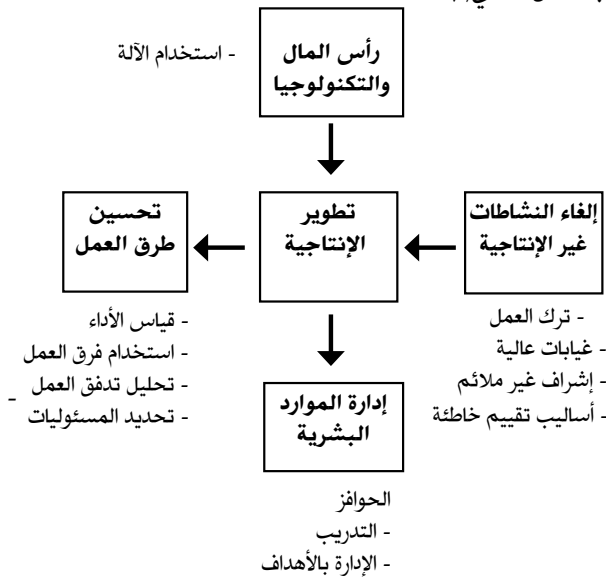 رأس المال
والتكنولوجيا
- استخدام الآلة
إلغاء النشاطات
غير الإنتاجية
- ترك العمل
- غيابات عالية
- إشراف غير ملائم
- أساليب تقييم خاطئة
تطوير
الإنتاجية
تحسين
طرق العمل
- قياس الأداء
- استخدام فرق العمل
- تحليل تدفق العمل
- تحديد المسئوليات
-
إدارة الموارد
البشرية
الحوافز
- التدريب
- الإدارة بالأهداف